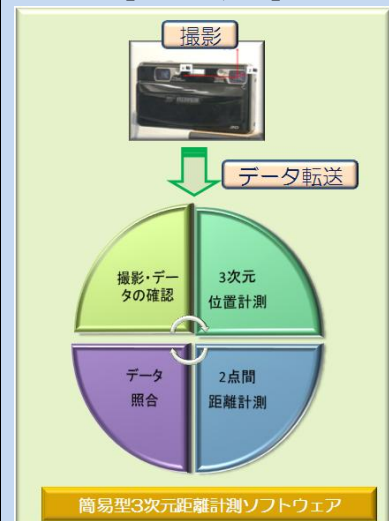 撮影
データ転送
撮影・デー
タの確認
3次元
位置計測
データ
照合
2点間
距離計測
簡易型3次元距離計測ソフトウェア